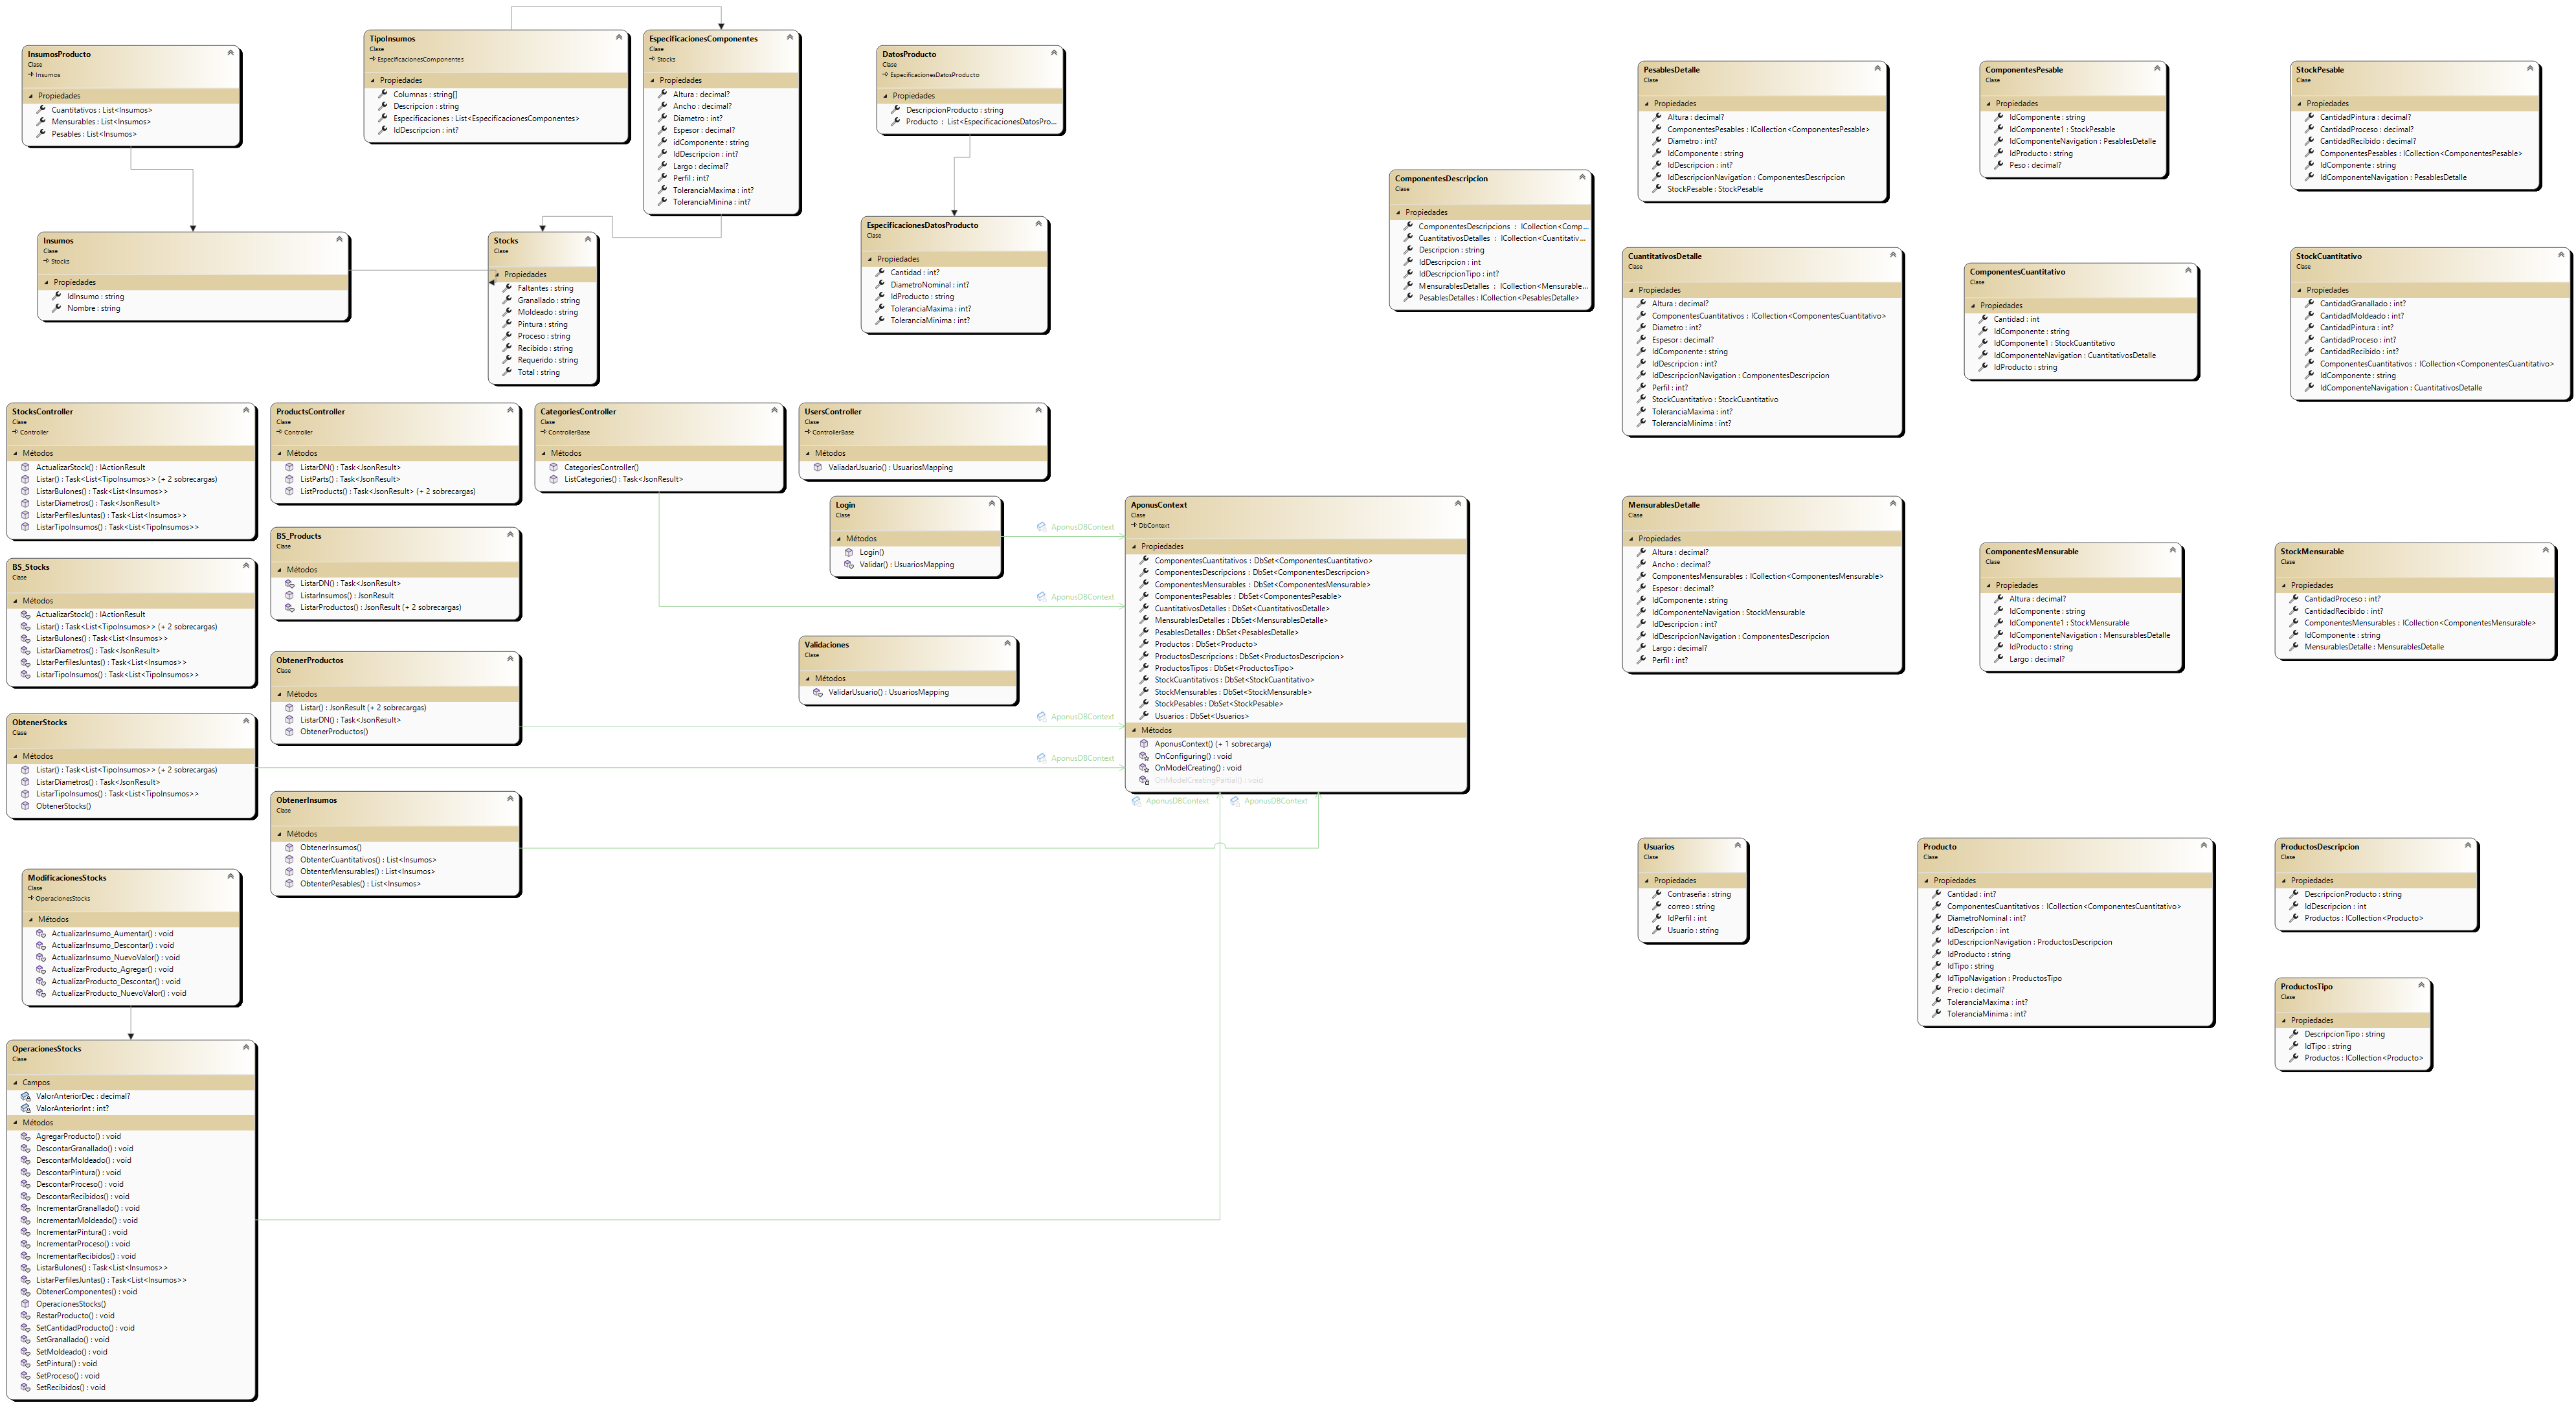 InsumosProducto
Clase
Insumos
Propiedades
Cuantitativos : List<Insumos>
Mensurables : List<Insumos>
Pesables : List<Insumos>
TipoInsumos
Clase
EspecificacionesComponentes
Propiedades
Columnas : string[]
Descripcion : string
Especificaciones : List<EspecificacionesComponentes>
IdDescripcion : int?
EspecificacionesComponentes
Clase
Stocks
Propiedades
Altura : decimal?
Ancho : decimal?
Diametro : int?
Espesor : decimal?
idComponente : string
IdDescripcion : int?
Largo : decimal?
Perfil : int?
ToleranciaMaxima : int?
ToleranciaMinina : int?
DatosProducto
Clase
EspecificacionesDatosProducto
Propiedades
DescripcionProducto : string
Producto : List<EspecificacionesDatosPro...
Insumos
Clase
Stocks
Propiedades
IdInsumo : string
Nombre : string
Stocks
Clase
Propiedades
Faltantes : string
Granallado : string
Moldeado : string
Pintura : string
Proceso : string
Recibido : string
Requerido : string
Total : string
EspecificacionesDatosProducto
Clase
Propiedades
Cantidad : int?
DiametroNominal : int?
IdProducto : string
ToleranciaMaxima : int?
ToleranciaMinima : int?
ComponentesDescripcion
Clase
Propiedades
ComponentesDescripcions : ICollection<Comp...
CuantitativosDetalles : ICollection<Cuantitativ...
Descripcion : string
IdDescripcion : int
IdDescripcionTipo : int?
MensurablesDetalles : ICollection<Mensurable...
PesablesDetalles : ICollection<PesablesDetalle>
PesablesDetalle
Clase
Propiedades
Altura : decimal?
ComponentesPesables : ICollection<ComponentesPesable>
Diametro : int?
IdComponente : string
IdDescripcion : int?
IdDescripcionNavigation : ComponentesDescripcion
StockPesable : StockPesable
ComponentesPesable
Clase
Propiedades
IdComponente : string
IdComponente1 : StockPesable
IdComponenteNavigation : PesablesDetalle
IdProducto : string
Peso : decimal?
StockPesable
Clase
Propiedades
CantidadPintura : decimal?
CantidadProceso : decimal?
CantidadRecibido : decimal?
ComponentesPesables : ICollection<ComponentesPesable>
IdComponente : string
IdComponenteNavigation : PesablesDetalle
CuantitativosDetalle
Clase
Propiedades
Altura : decimal?
ComponentesCuantitativos : ICollection<ComponentesCuantitativo>
Diametro : int?
Espesor : decimal?
IdComponente : string
IdDescripcion : int?
IdDescripcionNavigation : ComponentesDescripcion
Perfil : int?
StockCuantitativo : StockCuantitativo
ToleranciaMaxima : int?
ToleranciaMinima : int?
ComponentesCuantitativo
Clase
Propiedades
Cantidad : int
IdComponente : string
IdComponente1 : StockCuantitativo
IdComponenteNavigation : CuantitativosDetalle
IdProducto : string
StockCuantitativo
Clase
Propiedades
CantidadGranallado : int?
CantidadMoldeado : int?
CantidadPintura : int?
CantidadProceso : int?
CantidadRecibido : int?
ComponentesCuantitativos : ICollection<ComponentesCuantitativo>
IdComponente : string
IdComponenteNavigation : CuantitativosDetalle
StocksController
Clase
Controller
Métodos
ActualizarStock() : IActionResult
Listar() : Task<List<TipoInsumos>> (+ 2 sobrecargas)
ListarBulones() : Task<List<Insumos>>
ListarDiametros() : Task<JsonResult>
ListarPerfilesJuntas() : Task<List<Insumos>>
ListarTipoInsumos() : Task<List<TipoInsumos>>
ProductsController
Clase
Controller
Métodos
ListarDN() : Task<JsonResult>
ListParts() : Task<JsonResult>
ListProducts() : Task<JsonResult> (+ 2 sobrecargas)
CategoriesController
Clase
ControllerBase
Métodos
CategoriesController()
ListCategories() : Task<JsonResult>
UsersController
Clase
ControllerBase
Métodos
ValiadarUsuario() : UsuariosMapping
BS_Stocks
Clase
Métodos
ActualizarStock() : IActionResult
Listar() : Task<List<TipoInsumos>> (+ 2 sobrecargas)
ListarBulones() : Task<List<Insumos>>
ListarDiametros() : Task<JsonResult>
LIstarPerfilesJuntas() : Task<List<Insumos>>
ListarTipoInsumos() : Task<List<TipoInsumos>>
BS_Products
Clase
Métodos
ListarDN() : Task<JsonResult>
ListarInsumos() : JsonResult
ListarProductos() : JsonResult (+ 2 sobrecargas)
Login
Clase
Métodos
Login()
Validar() : UsuariosMapping
AponusDBContext
AponusDBContext
Validaciones
Clase
Métodos
ValidarUsuario() : UsuariosMapping
AponusDBContext
AponusDBContext
ObtenerProductos
Clase
Métodos
Listar() : JsonResult (+ 2 sobrecargas)
ListarDN() : Task<JsonResult>
ObtenerProductos()
ObtenerStocks
Clase
Métodos
Listar() : Task<List<TipoInsumos>> (+ 2 sobrecargas)
ListarDiametros() : Task<JsonResult>
ListarTipoInsumos() : Task<List<TipoInsumos>>
ObtenerStocks()
ObtenerInsumos
Clase
Métodos
ObtenerInsumos()
ObtenterCuantitativos() : List<Insumos>
ObtenterMensurables() : List<Insumos>
ObtenterPesables() : List<Insumos>
AponusContext
Clase
DbContext
Propiedades
ComponentesCuantitativos : DbSet<ComponentesCuantitativo>
ComponentesDescripcions : DbSet<ComponentesDescripcion>
ComponentesMensurables : DbSet<ComponentesMensurable>
ComponentesPesables : DbSet<ComponentesPesable>
CuantitativosDetalles : DbSet<CuantitativosDetalle>
MensurablesDetalles : DbSet<MensurablesDetalle>
PesablesDetalles : DbSet<PesablesDetalle>
Productos : DbSet<Producto>
ProductosDescripcions : DbSet<ProductosDescripcion>
ProductosTipos : DbSet<ProductosTipo>
StockCuantitativos : DbSet<StockCuantitativo>
StockMensurables : DbSet<StockMensurable>
StockPesables : DbSet<StockPesable>
Usuarios : DbSet<Usuarios>
Métodos
AponusContext() (+ 1 sobrecarga)
OnConfiguring() : void
OnModelCreating() : void
OnModelCreatingPartial() : void
AponusDBContext
AponusDBContext
MensurablesDetalle
Clase
Propiedades
Altura : decimal?
Ancho : decimal?
ComponentesMensurables : ICollection<ComponentesMensurable>
Espesor : decimal?
IdComponente : string
IdComponenteNavigation : StockMensurable
IdDescripcion : int?
IdDescripcionNavigation : ComponentesDescripcion
Largo : decimal?
Perfil : int?
ComponentesMensurable
Clase
Propiedades
Altura : decimal?
IdComponente : string
IdComponente1 : StockMensurable
IdComponenteNavigation : MensurablesDetalle
IdProducto : string
Largo : decimal?
StockMensurable
Clase
Propiedades
CantidadProceso : int?
CantidadRecibido : int?
ComponentesMensurables : ICollection<ComponentesMensurable>
IdComponente : string
MensurablesDetalle : MensurablesDetalle
ModificacionesStocks
Clase
OperacionesStocks
Métodos
ActualizarInsumo_Aumentar() : void
ActualizarInsumo_Descontar() : void
ActualizarInsumo_NuevoValor() : void
ActualizarProducto_Agregar() : void
ActualizarProducto_Descontar() : void
ActualizarProducto_NuevoValor() : void
Usuarios
Clase
Propiedades
Contraseña : string
correo : string
IdPerfil : int
Usuario : string
Producto
Clase
Propiedades
Cantidad : int?
ComponentesCuantitativos : ICollection<ComponentesCuantitativo>
DiametroNominal : int?
IdDescripcion : int
IdDescripcionNavigation : ProductosDescripcion
IdProducto : string
IdTipo : string
IdTipoNavigation : ProductosTipo
Precio : decimal?
ToleranciaMaxima : int?
ToleranciaMinima : int?
ProductosDescripcion
Clase
Propiedades
DescripcionProducto : string
IdDescripcion : int
Productos : ICollection<Producto>
ProductosTipo
Clase
Propiedades
DescripcionTipo : string
IdTipo : string
Productos : ICollection<Producto>
OperacionesStocks
Clase
Campos
ValorAnteriorDec : decimal?
ValorAnteriorInt : int?
Métodos
AgregarProducto() : void
DescontarGranallado() : void
DescontarMoldeado() : void
DescontarPintura() : void
DescontarProceso() : void
DescontarRecibidos() : void
IncrementarGranallado() : void
IncrementarMoldeado() : void
IncrementarPintura() : void
IncrementarProceso() : void
IncrementarRecibidos() : void
ListarBulones() : Task<List<Insumos>>
ListarPerfilesJuntas() : Task<List<Insumos>>
ObtenerComponentes() : void
OperacionesStocks()
RestarProducto() : void
SetCantidadProducto() : void
SetGranallado() : void
SetMoldeado() : void
SetPintura() : void
SetProceso() : void
SetRecibidos() : void